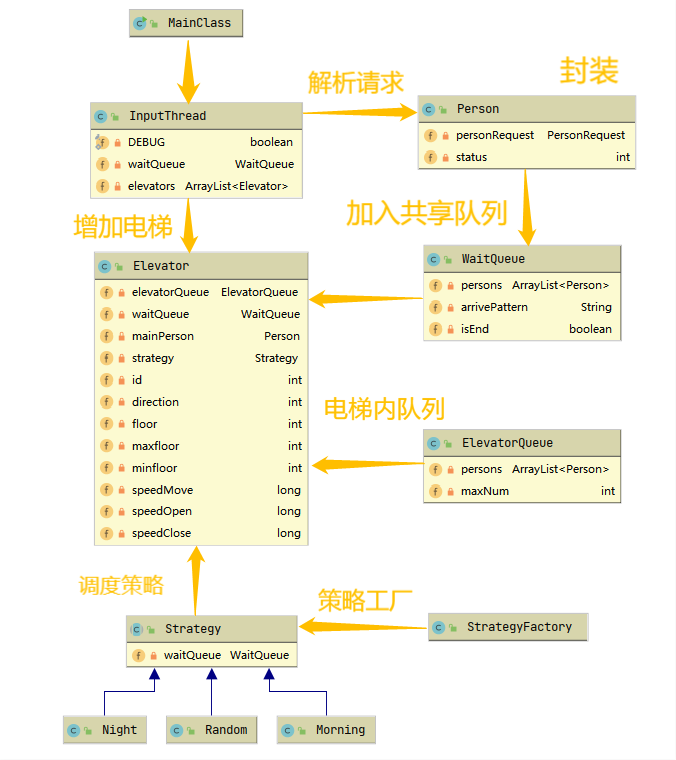 MainClass
解析请求
封装
InputThread
DEBUG boolean
waitQueue WaitQueue
elevators ArrayList<Elevator>
Person
personRequest PersonRequest
status int
增加电梯
加入共享队列
Elevator
elevatorQueue ElevatorQueue
waitQueue WaitQueue
mainPerson Person
strategy Strategy
id int
direction int
floor int
maxfloor int
minfloor int
speedMove long
speedOpen long
speedClose long
WaitQueue
persons ArrayList<Person>
arrivePattern String
isEnd boolean
电梯内队列
ElevatorQueue
persons ArrayList<Person>
maxNum int
调度策略
策略工厂
Strategy
waitQueue WaitQueue
StrategyFactory
Night
Random
Morning